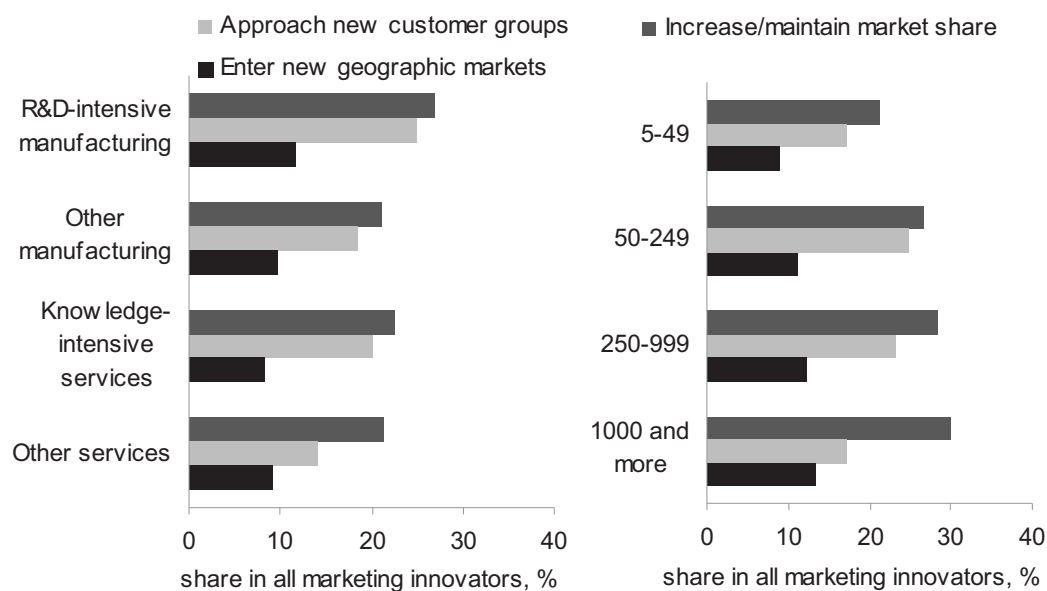 Approach new customer groups
Enter new geographic markets
Increase/maintain market share
R&D-intensive
manufacturing
Other
manufacturing
Knowledge-
intensive
services
Other services
0 10 20 30 40
share in all marketing innovators, %
5-49
50-249
250-999
1000 and
more
0 10 20 30 40
share in all marketing innovators, %